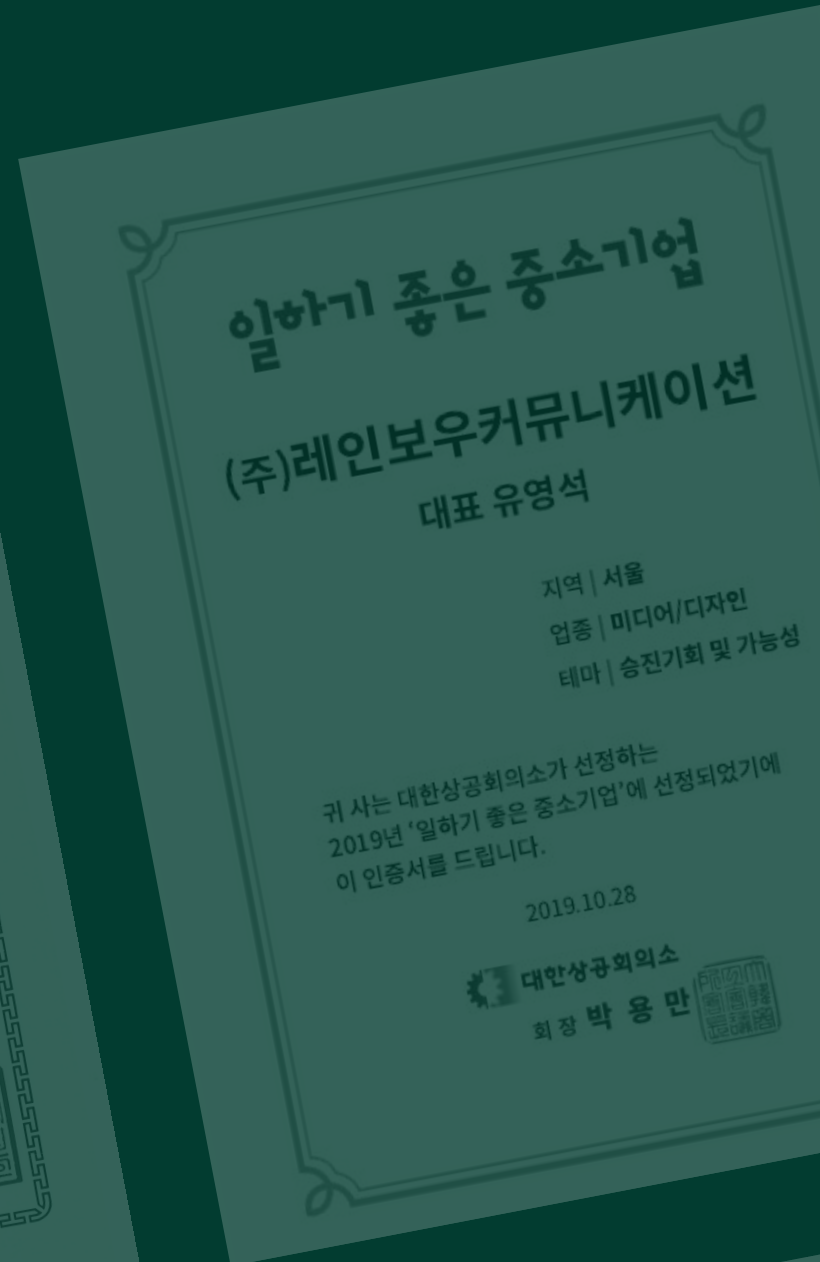 일하기 좋은 중소기업
(주)레인보우커뮤니케이션
대표 유영석
지역 | 서울
업종 | 미디어/디자인
테마 | 승진기회 및 가능성
귀 사는 대한상공회의소가 선정하는
2019년 ‘일하기 좋은 중소기업’에 선정되었기에
이 인증서를 드립니다.
2019.10.28
대한상공회의소
회 장 박 용 만